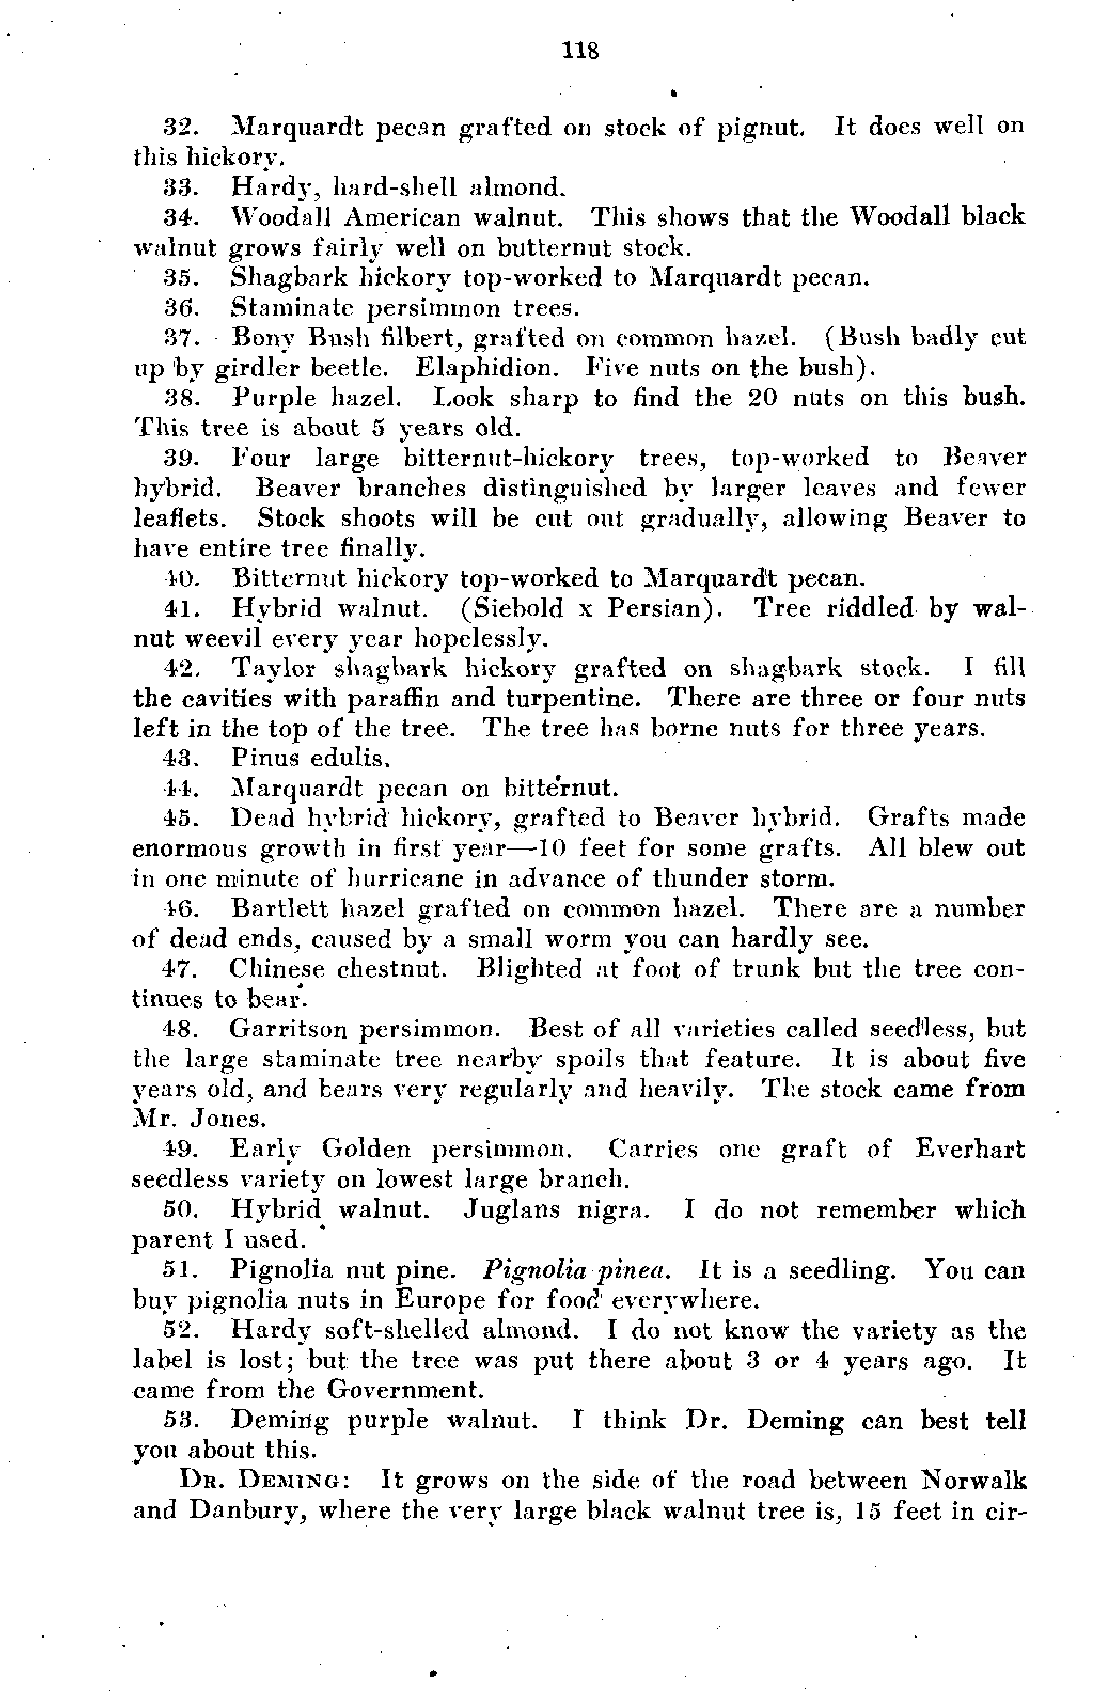 118
32. Marquardt pecan grafted on stock of pignut. It does well on
this hickory.
33. Hardy, hard-shell almond.
34. Woodall American walnut. This shows that the Woodall black
walnut grows fairly well on butternut stock.
35. Shagbark hickory top-worked to Marquardt pecan.
36. Staminate persimmon trees.
37. Bony Bush filbert, grafted on common hazel. (Bush badly cut
up by girdler beetle. Elaphidion. Five nuts on the bush).
38. Purple hazel. Look sharp to find the 20 nuts on this bush.
This tree is about 5 years old.
39. Four large bitternut-hickory trees, top-worked to Beaver
hybrid. Beaver branches distinguished by larger leaves and fewer
leaflets. Stock shoots will be cut out gradually, allowing Beaver to
have entire tree finally.
40. Bitternut hickory top-worked to Marquardt pecan.
41. Hybrid walnut. (Siebold x Persian). Tree riddled by wal-
nut weevil every year hopelessly.
42. Taylor shagbark hickory grafted on shagbark stock. I fill
the cavities with paraffin and turpentine. There are three or four nuts
left in the top of the tree. The tree has borne nuts for three years.
43. Pinus edulis.
44. Marquardt pecan on bitternut.
45. Dead hybrid hickory, grafted to Beaver hybrid. Grafts made
enormous growth in first year—10 feet for some grafts. All blew out
in one minute of hurricane in advance of thunder storm.
46. Bartlett hazel grafted on common hazel. There are a number
of dead ends, caused by a small worm you can hardly see.
47. Chinese chestnut. Blighted at foot of trunk but the tree con-
tinues to bear.
48. Garritson persimmon. Best of all varieties called seedless, but
the large staminate tree nearby spoils that feature. It is about five
years old, and bears very regularly and heavily. The stock came from
Mr. Jones.
49. Early Golden persimmon. Carries one graft of Everhart
seedless variety on lowest large branch.
50. Hybrid walnut. Juglans nigra. I do not remember which
parent I used.
51. Pignolia nut pine. Pignolia pinea. It is a seedling. You can
buy pignolia nuts in Europe for food everywhere.
52. Hardy soft-shelled almond. I do not know the variety as the
label is lost; but the tree was put there about 3 or 4 years ago. It
came from the Government.
53. Deming purple walnut. I think Dr. Deming can best tell
you about this.
DR. DEMING: It grows on the side of the road between Norwalk
and Danbury, where the very large black walnut tree is, 15 feet in cir-